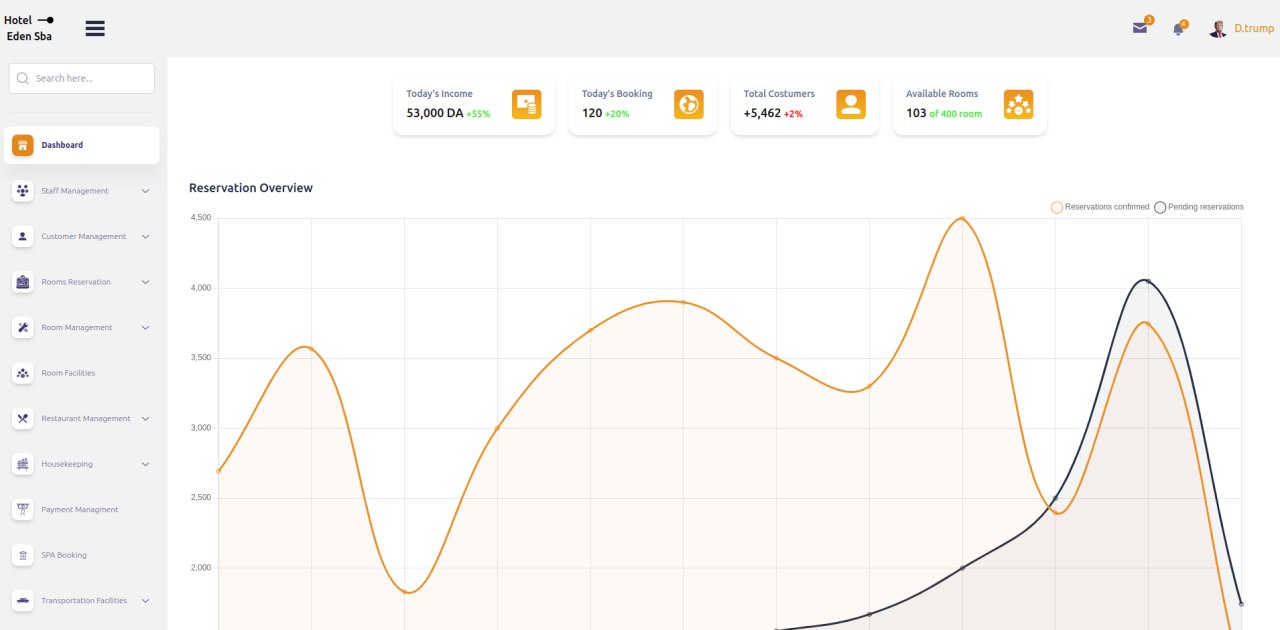 Hotel
Eden Sba
3
4
D.trump
Search here...
Today's Income
53,000 DA +55%
Today's Booking
120 +20%
Total Costumers
+5,462 +2%
Available Rooms
103 of 400 room
Dashboard
Staff Management
Customer Management
Rooms Reservation
Room Management
Room Facilities
Restaurant Management
Housekeeping
Payment Managment
SPA Booking
Transportation Facilities
Reservation Overview
Reservations confirmed
Pending reservations
4,500
4,000
3,500
3,000
2,500
2,000